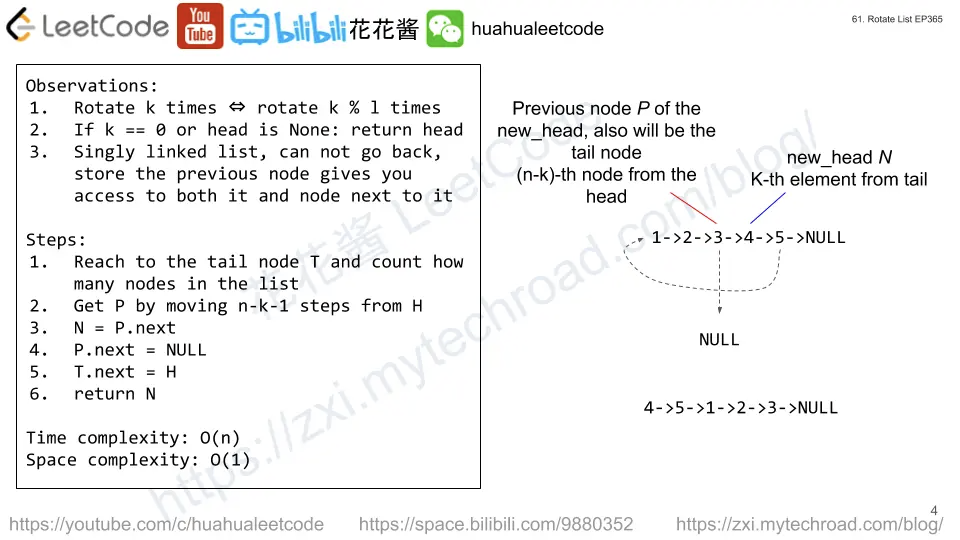 LeetCode
You
Tube
bilibili
花花酱
huahualeetcode
61. Rotate List EP365
Observations:
1. Rotate k times ⇔ rotate k % l times
2. If k == 0 or head is None: return head
3. Singly linked list, can not go back,
store the previous node gives you
access to both it and node next to it
Steps:
1. Reach to the tail node T and count how
many nodes in the list
2. Get P by moving n-k-1 steps from H
3. N = P.next
4. P.next = NULL
5. T.next = H
6. return N
Time complexity: O(n)
Space complexity: O(1)
Previous node P of the
new_head, also will be the
tail node
(n-k)-th node from the
head
new_head N
K-th element from tail
1->2->3->4->5->NULL
NULL
4->5->1->2->3->NULL
花花酱 LeetCode
https://zxi.mytechroad.com/blog/
4
https://youtube.com/c/huahualeetcode
https://space.bilibili.com/9880352
https://zxi.mytechroad.com/blog/